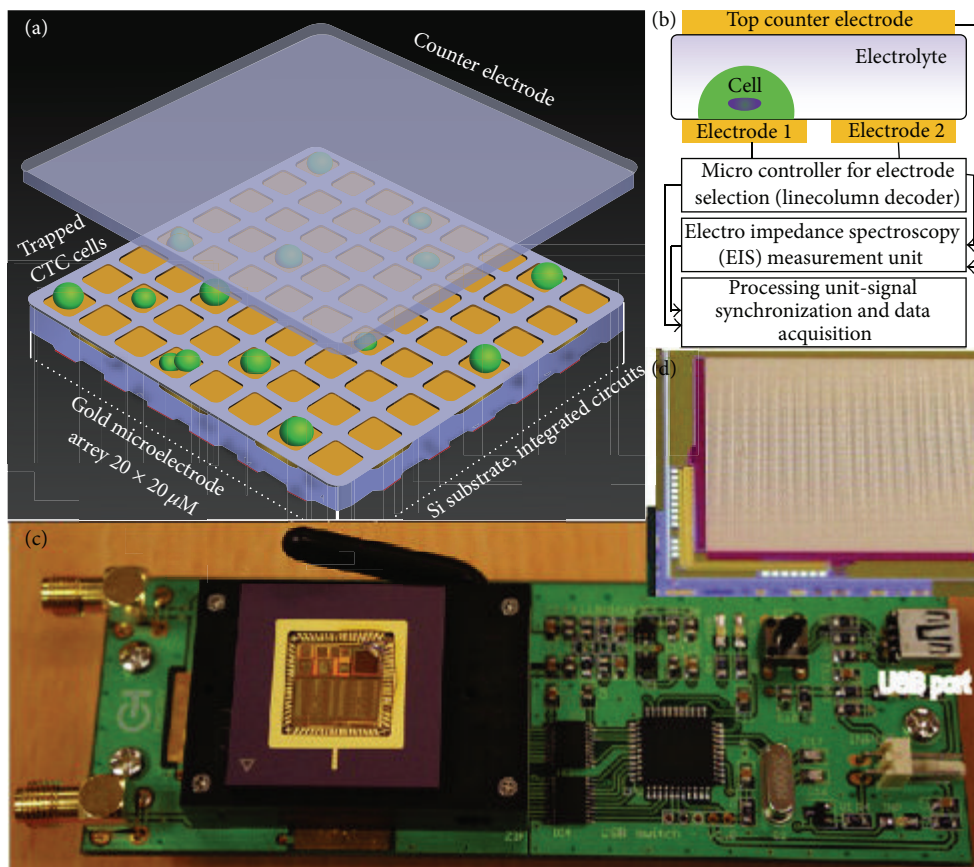 (a)
Counter electrode
Trapped
CTC cells
Gold microelectrode
arrey 20 × 20 μM
Si substrate, integrated circuits
(b)
Top counter electrode
Electrolyte
Cell
Electrode 1
Electrode 2
Micro controller for electrode
selection (linecolumn decoder)
Electro impedance spectroscopy
(EIS) measurement unit
Processing unit-signal
synchronization and data
acquisition
(d)
(c)
USB port
USB switch